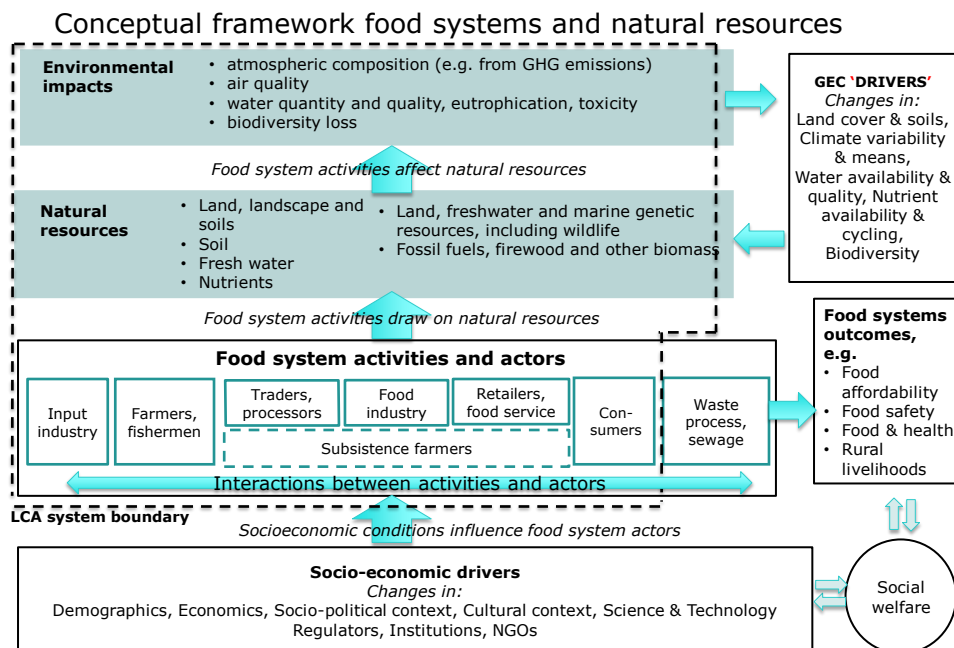 Conceptual framework food systems and natural resources
Environmental
impacts
• atmospheric composition (e.g. from GHG emissions)
• air quality
• water quantity and quality, eutrophication, toxicity
• biodiversity loss
GEC ‘DRIVERS’
Changes in:
Land cover & soils,
Climate variability
& means,
Water availability &
quality, Nutrient
availability &
cycling,
Biodiversity
Food system activities affect natural resources
Natural
resources
• Land, landscape and
soils
• Soil
• Fresh water
• Nutrients
• Land, freshwater and marine genetic
resources, including wildlife
• Fossil fuels, firewood and other biomass
Food system activities draw on natural resources
Food system activities and actors
Input
industry
Farmers,
fishermen
Traders,
processors
Food
industry
Retailers,
food service
Subsistence farmers
Con-
sumers
Waste
process,
sewage
Interactions between activities and actors
Food systems
outcomes,
e.g.
• Food
affordability
• Food safety
• Food & health
• Rural
livelihoods
LCA system boundary
Socioeconomic conditions influence food system actors
Socio-economic drivers
Changes in:
Demographics, Economics, Socio-political context, Cultural context, Science & Technology
Regulators, Institutions, NGOs
Social
welfare